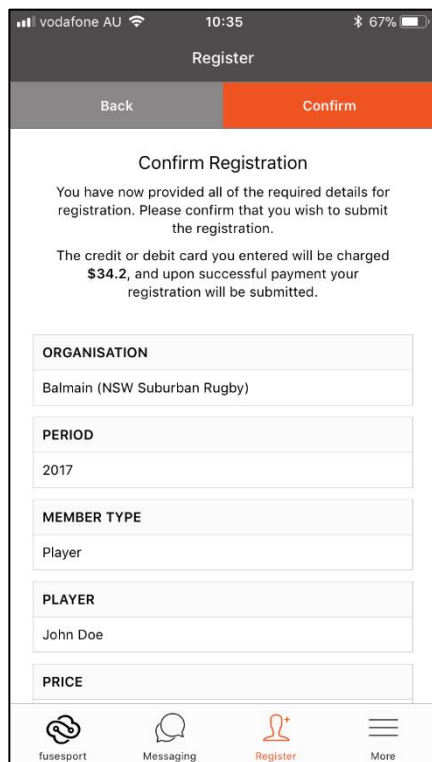 vodafone AU 10:35 67%
Register
Back Confirm
Confirm Registration
You have now provided all of the required details for
registration. Please confirm that you wish to submit
the registration.
The credit or debit card you entered will be charged
$34.2, and upon successful payment your
registration will be submitted.
ORGANISATION
Balmain (NSW Suburban Rugby)
PERIOD
2017
MEMBER TYPE
Player
PLAYER
John Doe
PRICE
fusesport Messaging Register More